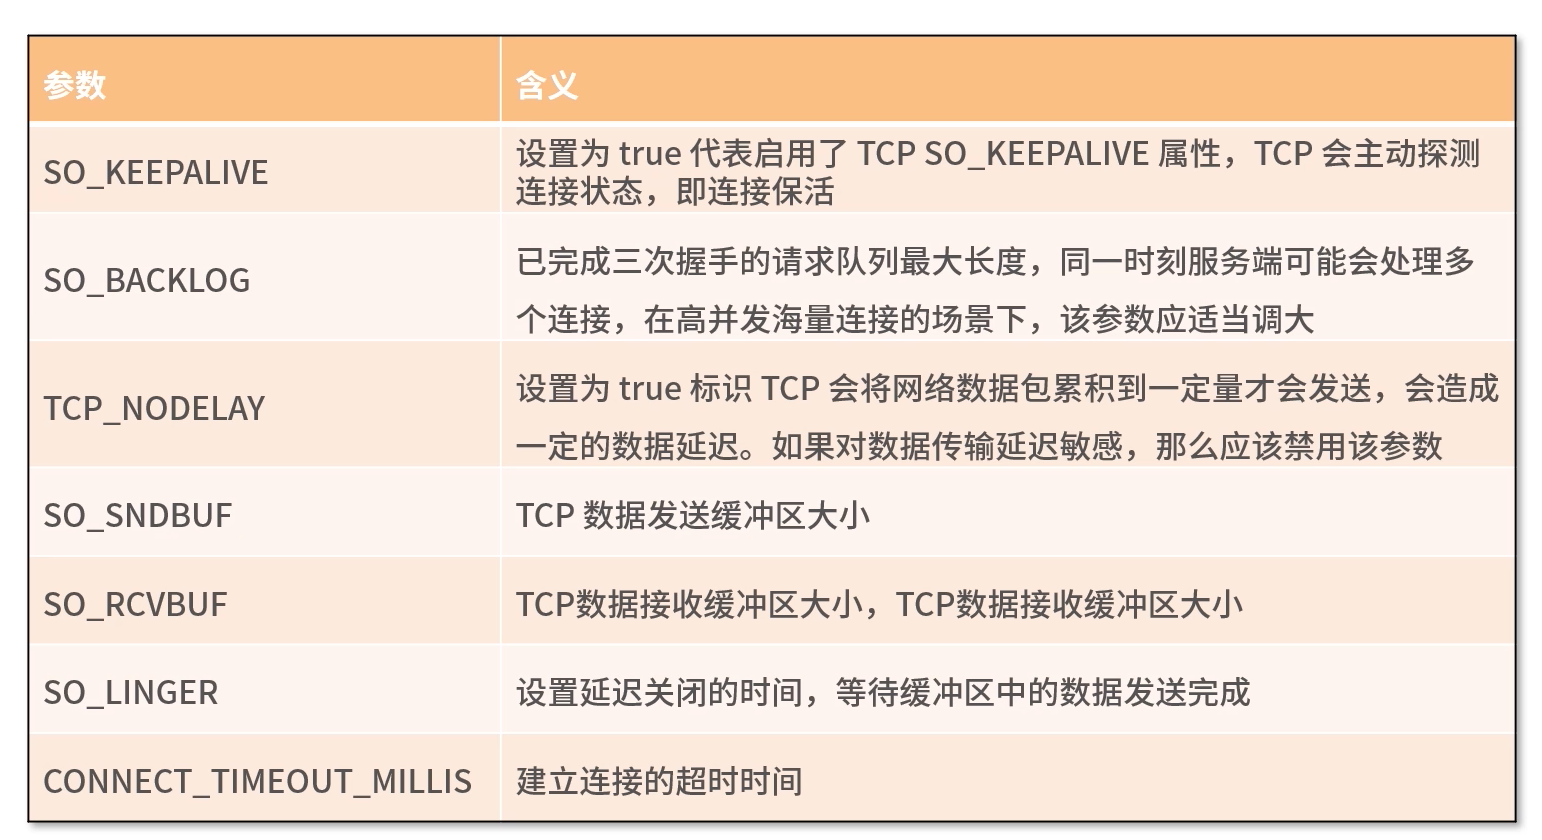 参数
含义
SO_KEEPALIVE
设置为 true 代表启用了 TCP SO_KEEPALIVE 属性，TCP 会主动探测
连接状态，即连接保活
SO_BACKLOG
已完成三次握手的请求队列最大长度，同一时刻服务端可能会处理多
个连接，在高并发海量连接的场景下，该参数应适当调大
TCP_NODELAY
设置为 true 标识 TCP 会将网络数据包累积到一定量才会发送，会造成
一定的数据延迟。如果对数据传输延迟敏感，那么应该禁用该参数
SO_SNDBUF
TCP 数据发送缓冲区大小
SO_RCVBUF
TCP数据接收缓冲区大小，TCP数据接收缓冲区大小
SO_LINGER
设置延迟关闭的时间，等待缓冲区中的数据发送完成
CONNECT_TIMEOUT_MILLIS
建立连接的超时时间